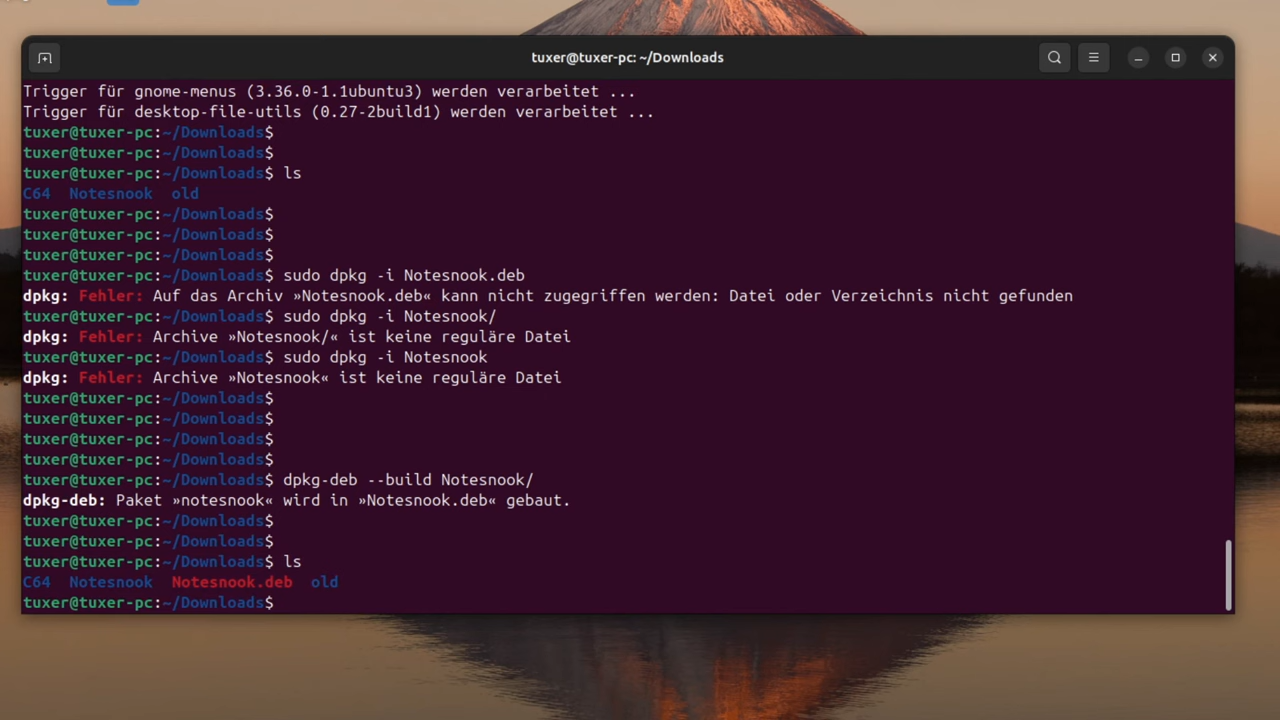 tuxer@tuxer-pc: ~/Downloads
Trigger für gnome-menus (3.36.0-1.1ubuntu3) werden verarbeitet ...
Trigger für desktop-file-utils (0.27-2build1) werden verarbeitet ...
tuxer@tuxer-pc:~/Downloads$
tuxer@tuxer-pc:~/Downloads$
tuxer@tuxer-pc:~/Downloads$ ls
C64  Notesnook  old
tuxer@tuxer-pc:~/Downloads$
tuxer@tuxer-pc:~/Downloads$
tuxer@tuxer-pc:~/Downloads$
tuxer@tuxer-pc:~/Downloads$ sudo dpkg -i Notesnook.deb
dpkg: Fehler: Auf das Archiv »Notesnook.deb« kann nicht zugegriffen werden: Datei oder Verzeichnis nicht gefunden
tuxer@tuxer-pc:~/Downloads$ sudo dpkg -i Notesnook/
dpkg: Fehler: Archive »Notesnook/« ist keine reguläre Datei
tuxer@tuxer-pc:~/Downloads$ sudo dpkg -i Notesnook
dpkg: Fehler: Archive »Notesnook« ist keine reguläre Datei
tuxer@tuxer-pc:~/Downloads$
tuxer@tuxer-pc:~/Downloads$
tuxer@tuxer-pc:~/Downloads$
tuxer@tuxer-pc:~/Downloads$
tuxer@tuxer-pc:~/Downloads$ dpkg-deb --build Notesnook/
dpkg-deb: Paket »notesnook« wird in »Notesnook.deb« gebaut.
tuxer@tuxer-pc:~/Downloads$
tuxer@tuxer-pc:~/Downloads$
tuxer@tuxer-pc:~/Downloads$ ls
C64  Notesnook  Notesnook.deb  old
tuxer@tuxer-pc:~/Downloads$